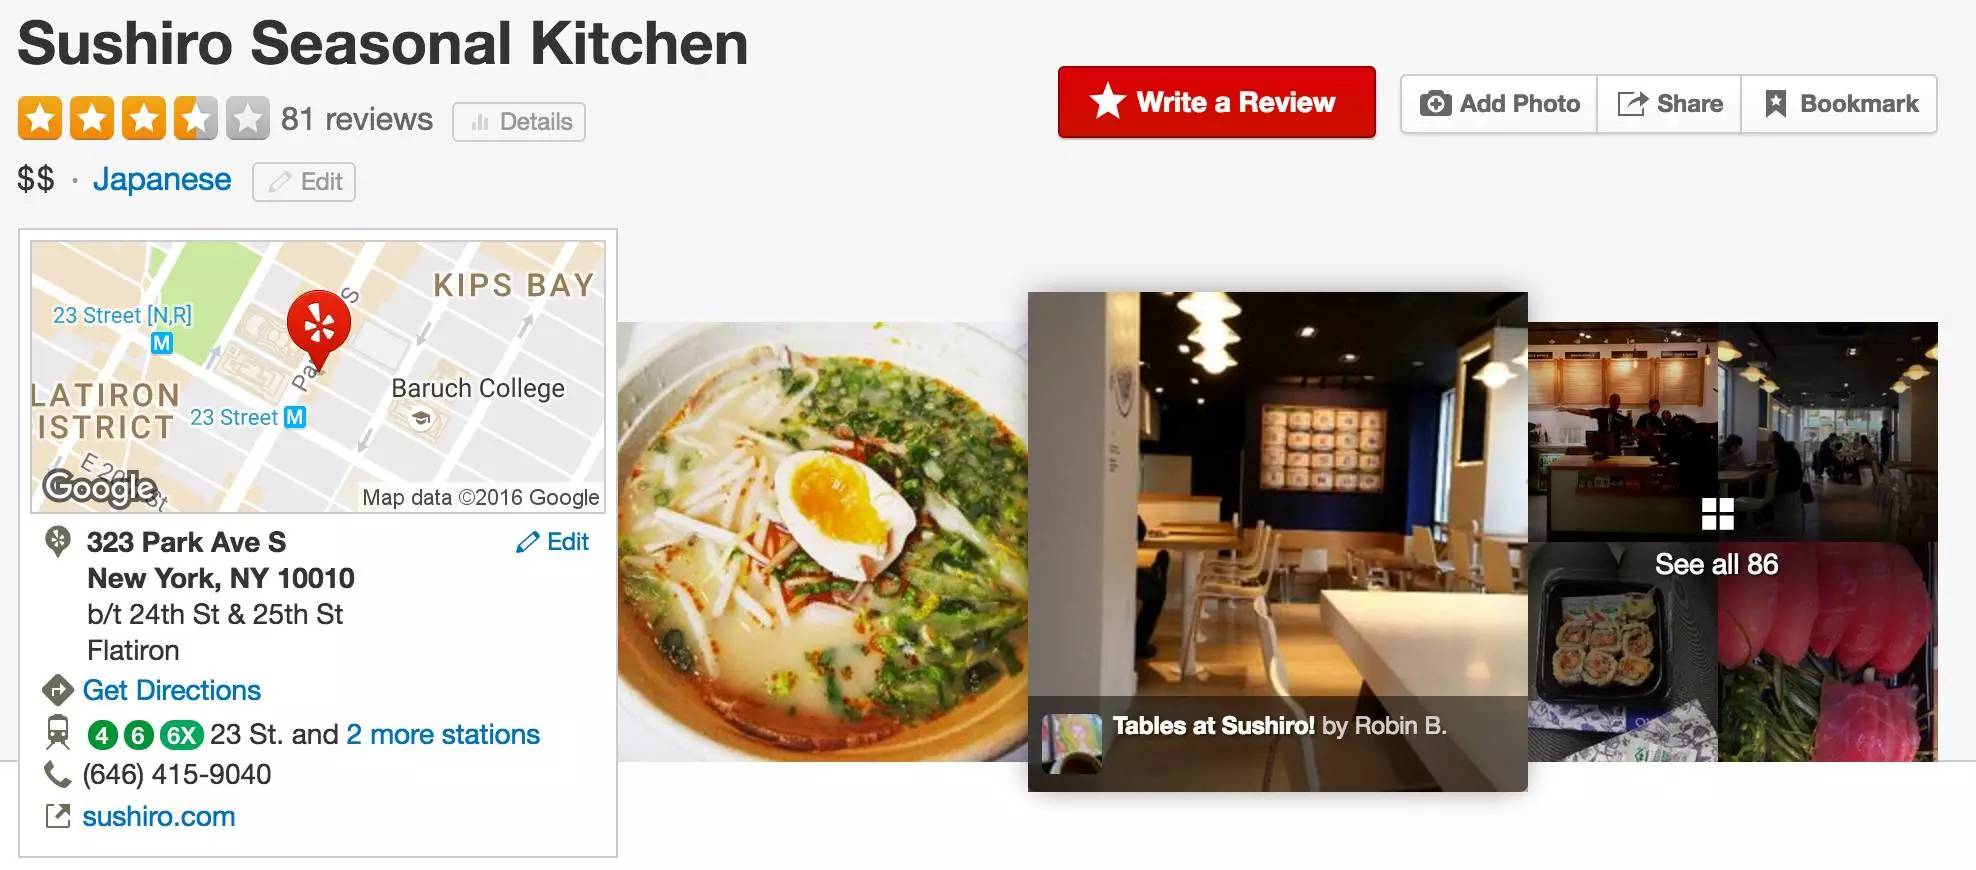 Sushiro Seasonal Kitchen
81 reviews
Details
Write a Review
Add Photo
Share
Bookmark
$$ · Japanese
Edit
KIPS BAY
23 Street [N,R]
M
S
Pa
Baruch College
LATIRON
ISTRICT
23 Street M
E 20 St
Google
Map data ©2016 Google
323 Park Ave S
Edit
New York, NY 10010
b/t 24th St & 25th St
Flatiron
Get Directions
4 6 6X 23 St. and 2 more stations
(646) 415-9040
sushiro.com
Tables at Sushiro! by Robin B.
See all 86